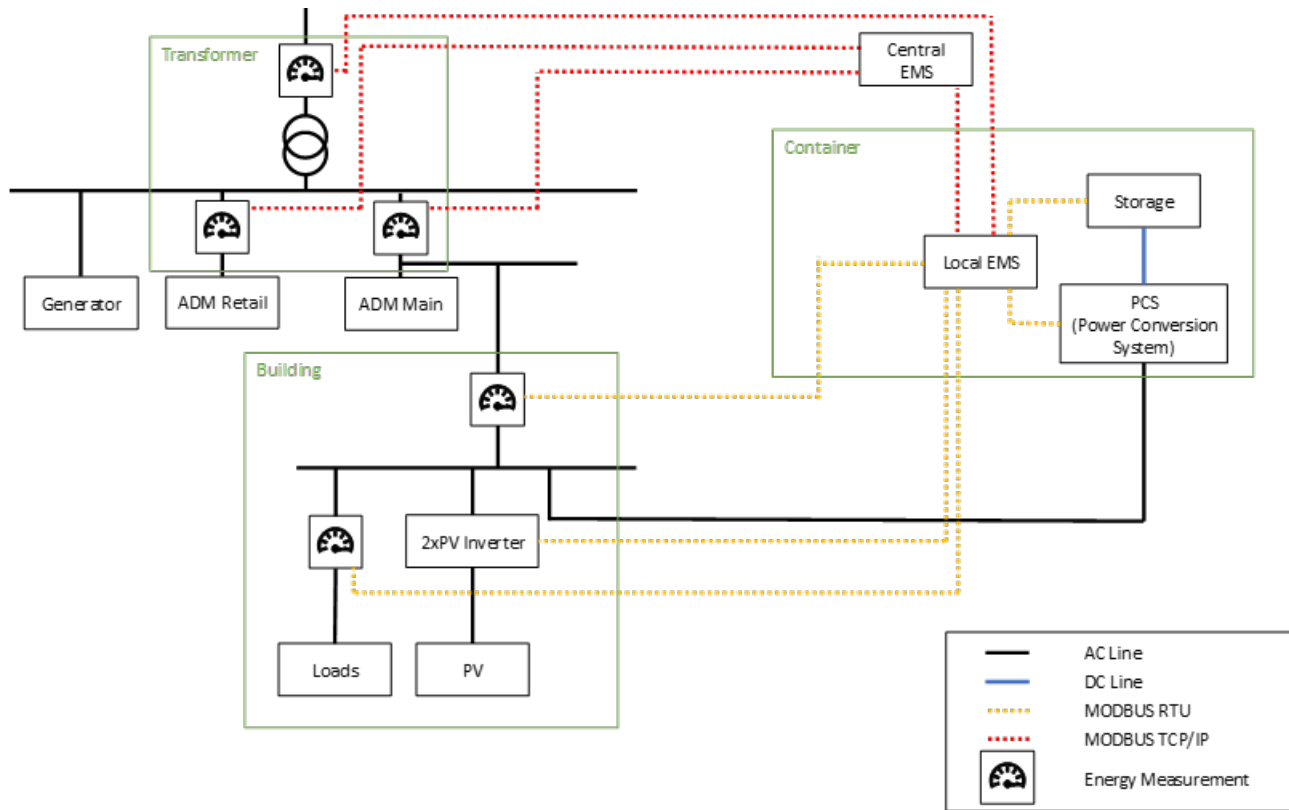 Transformer
Central
EMS
Container
Storage
Local EMS
Generator
ADM Retail
ADM Main
PCS
(Power Conversion
System)
Building
2xPV Inverter
Loads
PV
AC Line
DC Line
MODBUS RTU
MODBUS TCP/IP
Energy Measurement